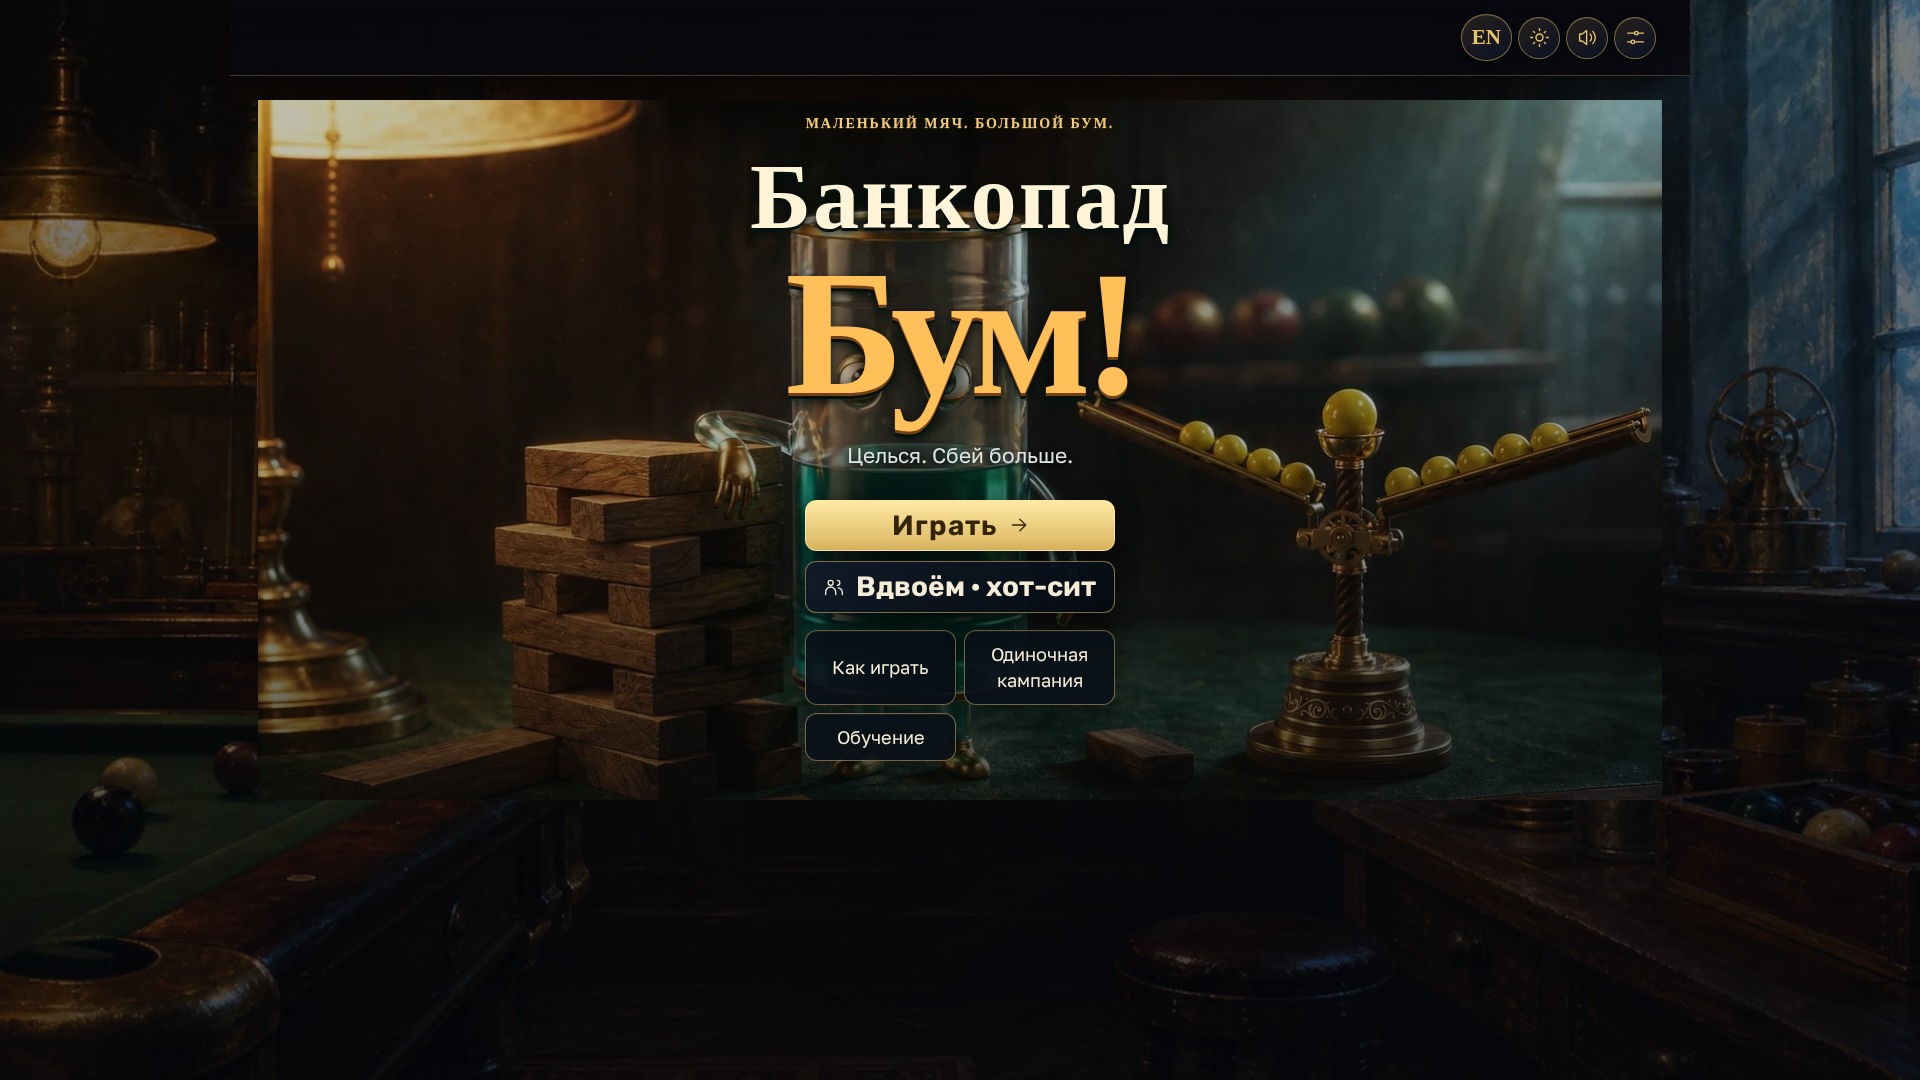 EN
МАЛЕНЬКИЙ МЯЧ. БОЛЬШОЙ БУМ.
Банкопад
Бум!
Целься. Сбей больше.
Играть →
Вдвоём • хот-сит
Как играть
Одиночная
кампания
Обучение